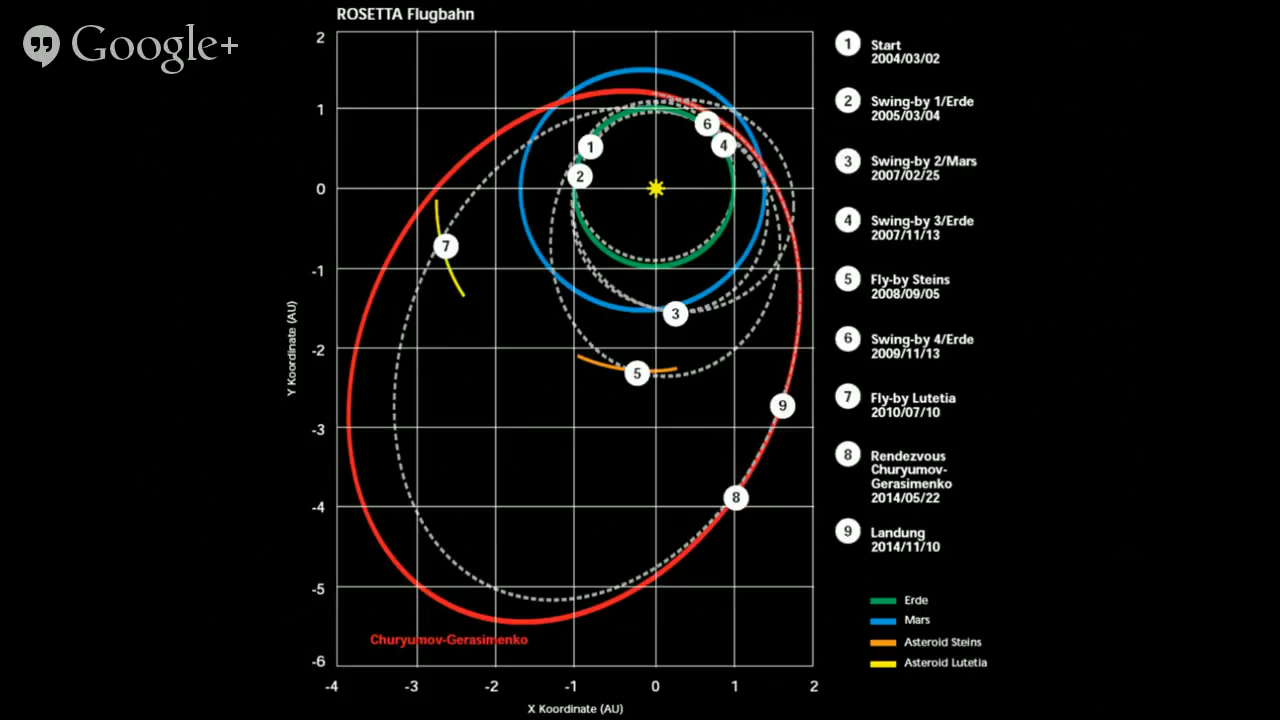 Google+
ROSETTA Flugbahn
2
1
0
-1
-2
-3
-4
-5
-6
Y Koordinate (AU)
-4
-3
-2
-1
0
1
2
X Koordinate (AU)
1
2
3
4
5
6
7
8
9
Churyumov-Gerasimenko
1 Start
2004/03/02
2 Swing-by 1/Erde
2005/03/04
3 Swing-by 2/Mars
2007/02/25
4 Swing-by 3/Erde
2007/11/13
5 Fly-by Steins
2008/09/05
6 Swing-by 4/Erde
2009/11/13
7 Fly-by Lutetia
2010/07/10
8 Rendezvous
Churyumov-
Gerasimenko
2014/05/22
9 Landung
2014/11/10
Erde
Mars
Asteroid Steins
Asteroid Lutetia